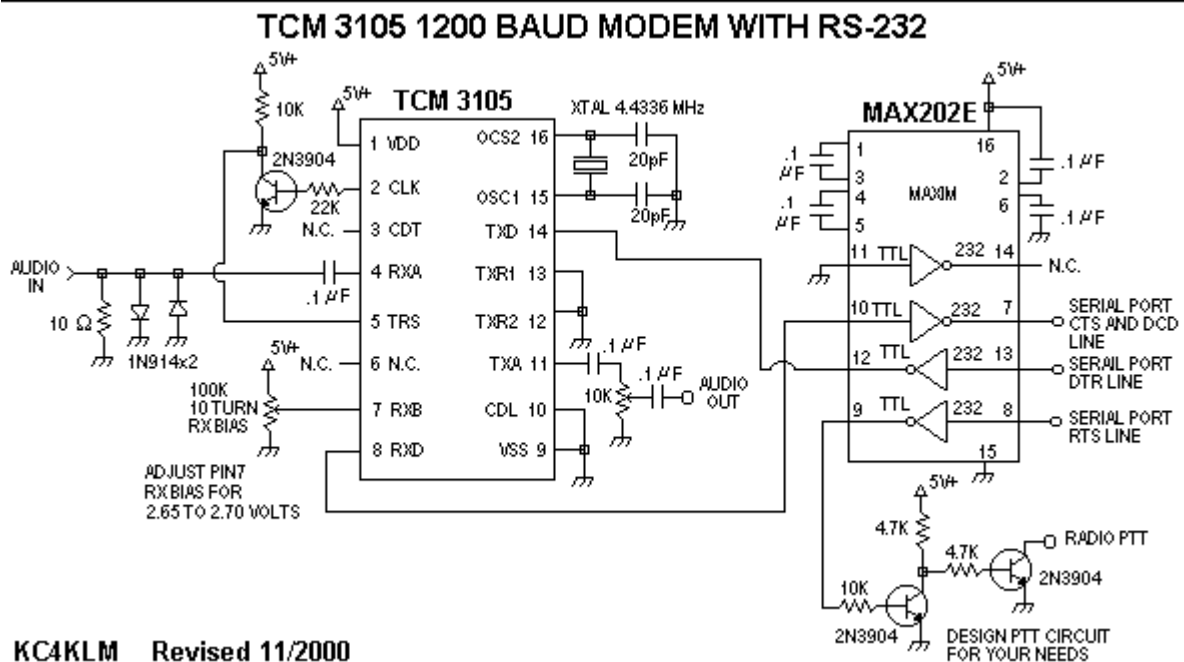 TCM 3105 1200 BAUD MODEM WITH RS-232
5V+
10K
2N3904
22K
N.C.
5V+
TCM 3105
1 VDD
2 CLK
3 CDT
4 RXA
5 TRS
6 N.C.
7 RXB
8 RXD
OCS2 16
OSC1 15
TXD 14
TXR1 13
TXR2 12
TXA 11
CDL 10
VSS 9
XTAL 4.4336 MHz
20pF
20pF
AUDIO
IN
10 Ω
1N914x2
.1 µF
N.C.
5V+
100K
10 TURN
RX BIAS
ADJUST PIN7
RX BIAS FOR
2.65 TO 2.70 VOLTS
.1 µF
10K
.1 µF
AUDIO
OUT
5V+
MAX202E
MAXIM
.1
µF
.1
µF
1
3
4
5
16
2
6
.1 µF
.1 µF
11 TTL 232 14
N.C.
10 TTL 232 7
SERIAL PORT
CTS AND DCD
LINE
12 TTL 232 13
SERAIL PORT
DTR LINE
9 TTL 232 8
SERIAL PORT
RTS LINE
15
5V+
4.7K
4.7K
RADIO PTT
2N3904
10K
2N3904
DESIGN PTT CIRCUIT
FOR YOUR NEEDS
KC4KLM Revised 11/2000